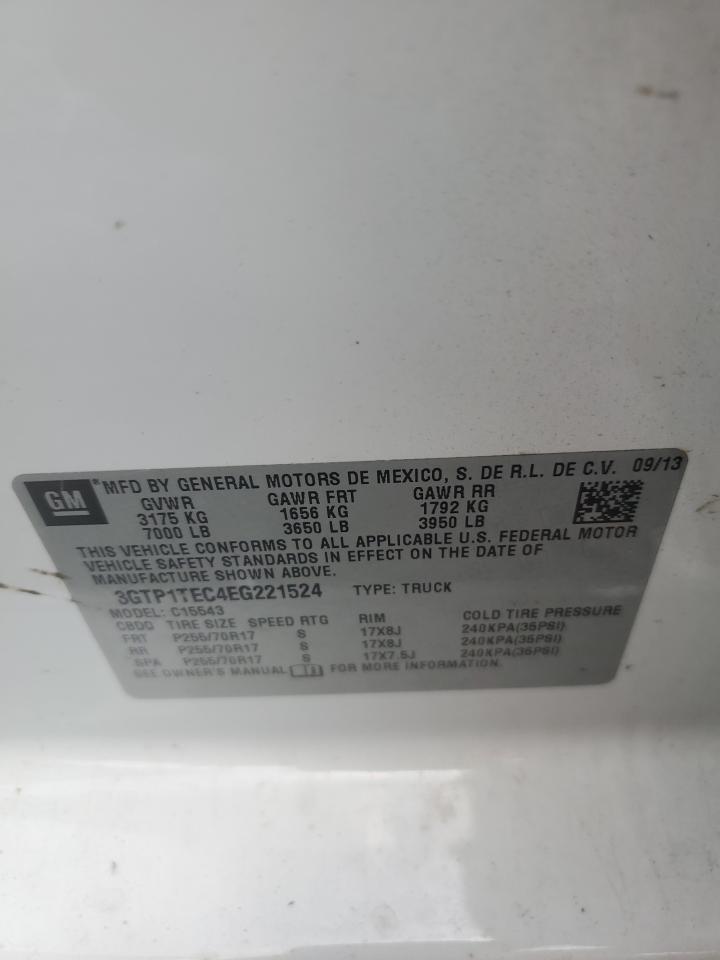 GM
*MFD BY GENERAL MOTORS DE MEXICO, S. DE R.L. DE C.V. 09/13
GVWR GAWR FRT GAWR RR
3175 KG 1656 KG 1792 KG
7000 LB 3650 LB 3950 LB
THIS VEHICLE CONFORMS TO ALL APPLICABLE U.S. FEDERAL MOTOR
VEHICLE SAFETY STANDARDS IN EFFECT ON THE DATE OF
MANUFACTURE SHOWN ABOVE.
3GTP1TEC4EG221524 TYPE: TRUCK
MODEL: C15543
TIRE SIZE SPEED RTG RIM COLD TIRE PRESSURE
FRT P255/70R17 S 17X8J 240KPA(35PSI)
RR P255/70R17 S 17X8J 240KPA(35PSI)
SPA P255/70R17 S 17X7.5J 240KPA(35PSI)
SEE OWNER'S MANUAL FOR MORE INFORMATION.